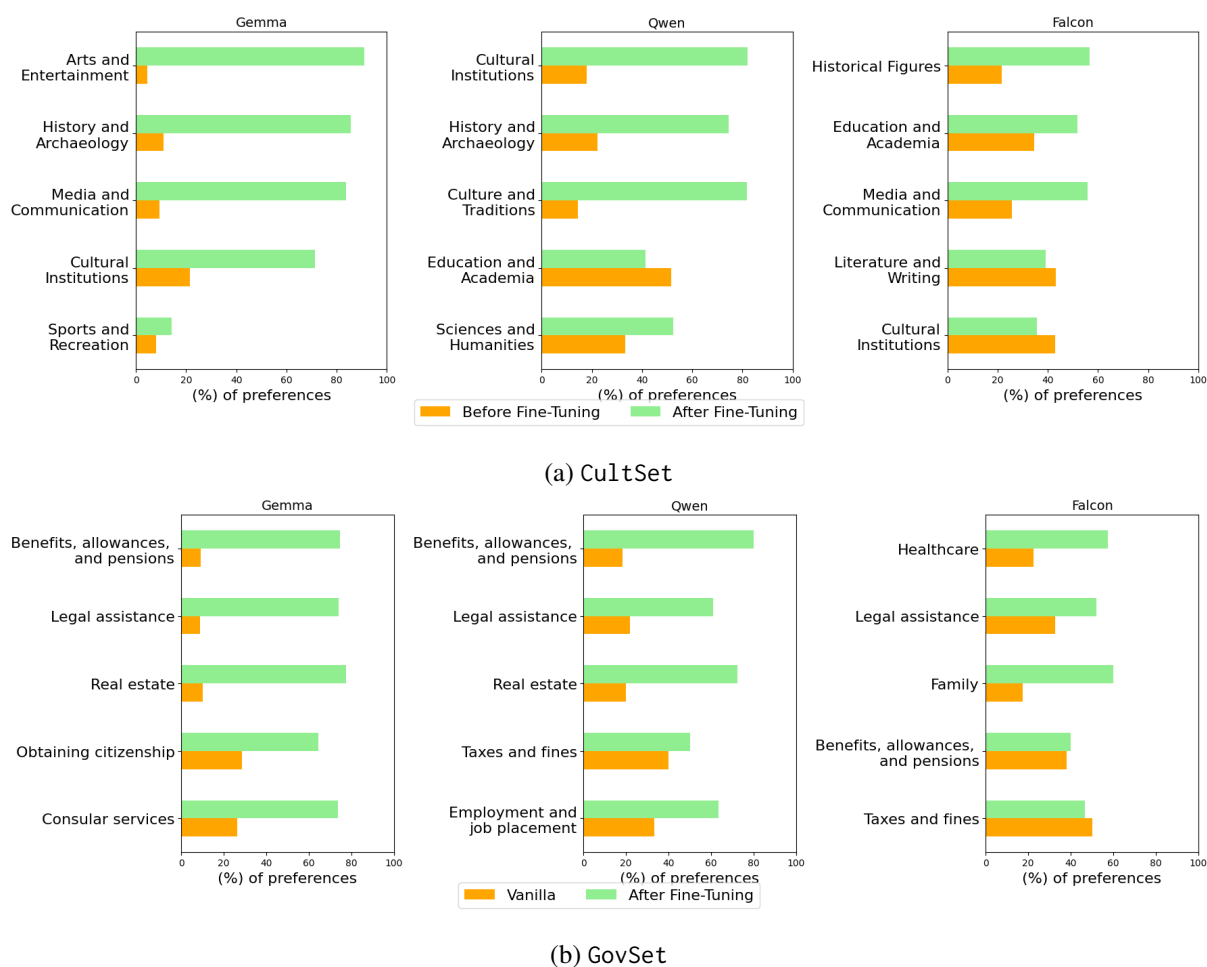 Gemma
Arts and
Entertainment
History and
Archaeology
Media and
Communication
Cultural
Institutions
Sports and
Recreation
0 20 40 60 80 100
(%) of preferences
Qwen
Cultural
Institutions
History and
Archaeology
Culture and
Traditions
Education and
Academia
Sciences and
Humanities
0 20 40 60 80 100
(%) of preferences
Falcon
Historical Figures
Education and
Academia
Media and
Communication
Literature and
Writing
Cultural
Institutions
0 20 40 60 80 100
(%) of preferences
Before Fine-Tuning After Fine-Tuning
(a) CultSet
Gemma
Benefits, allowances,
and pensions
Legal assistance
Real estate
Obtaining citizenship
Consular services
0 20 40 60 80 100
(%) of preferences
Qwen
Benefits, allowances,
and pensions
Legal assistance
Real estate
Taxes and fines
Employment and
job placement
0 20 40 60 80 100
(%) of preferences
Falcon
Healthcare
Legal assistance
Family
Benefits, allowances,
and pensions
Taxes and fines
0 20 40 60 80 100
(%) of preferences
Vanilla After Fine-Tuning
(b) GovSet